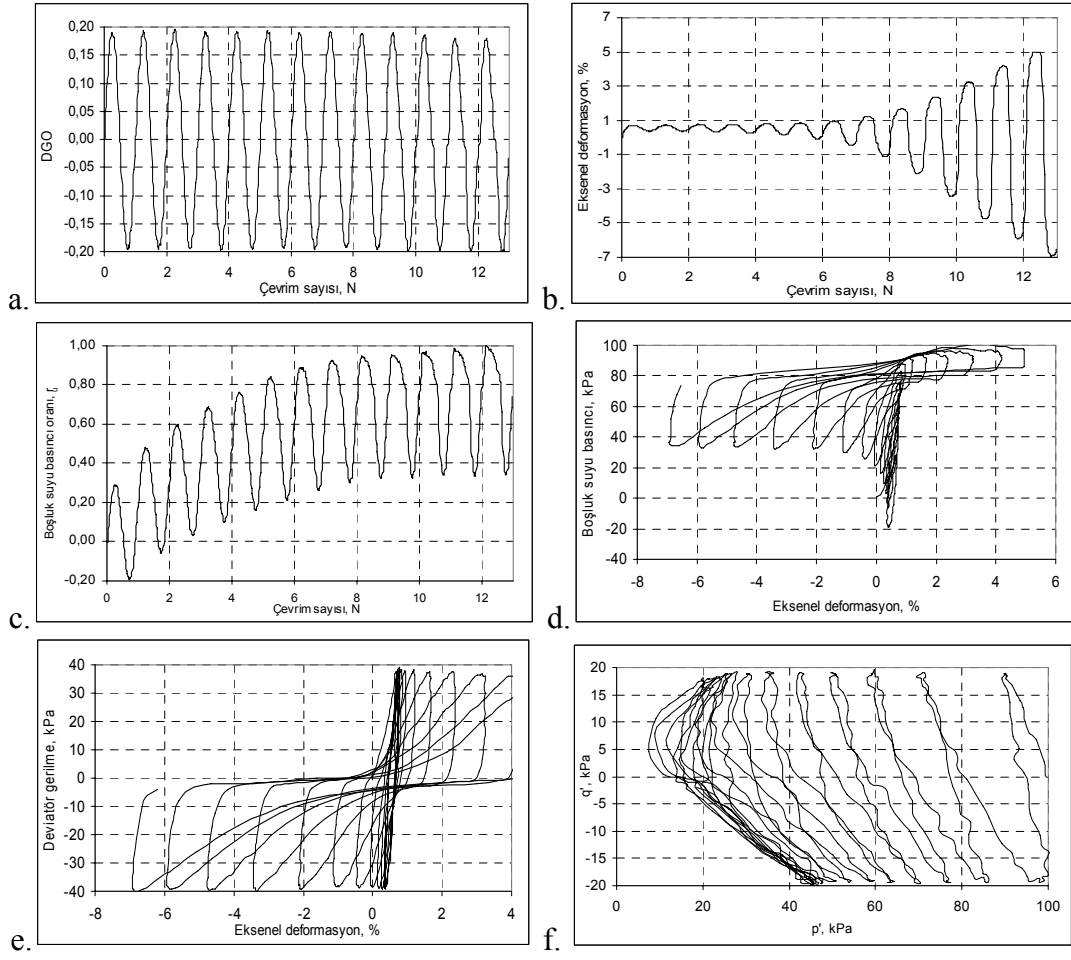 0,20
0,15
0,10
0,05
0,00
-0,05
-0,10
-0,15
-0,20
DGO
0 2 4 6 8 10 12
Çevrim sayısı, N
a.
7
5
3
1
-1
-3
-5
-7
Eksenel deformasyon, %
0 2 4 6 8 10 12
Çevrim sayısı, N
b.
1,00
0,80
0,60
0,40
0,20
0,00
-0,20
Boşluk suyu basıncı oranı, rᵤ
0 2 4 6 8 10 12
Çevrim sayısı, N
c.
100
80
60
40
20
0
-20
-40
Boşluk suyu basıncı, kPa
-8 -6 -4 -2 0 2 4 6
Eksenel deformasyon, %
d.
40
30
20
10
0
-10
-20
-30
-40
Deviatör gerilme, kPa
-8 -6 -4 -2 0 2 4
Eksenel deformasyon, %
e.
20
15
10
5
0
-5
-10
-15
-20
q', kPa
0 20 40 60 80 100
p', kPa
f.